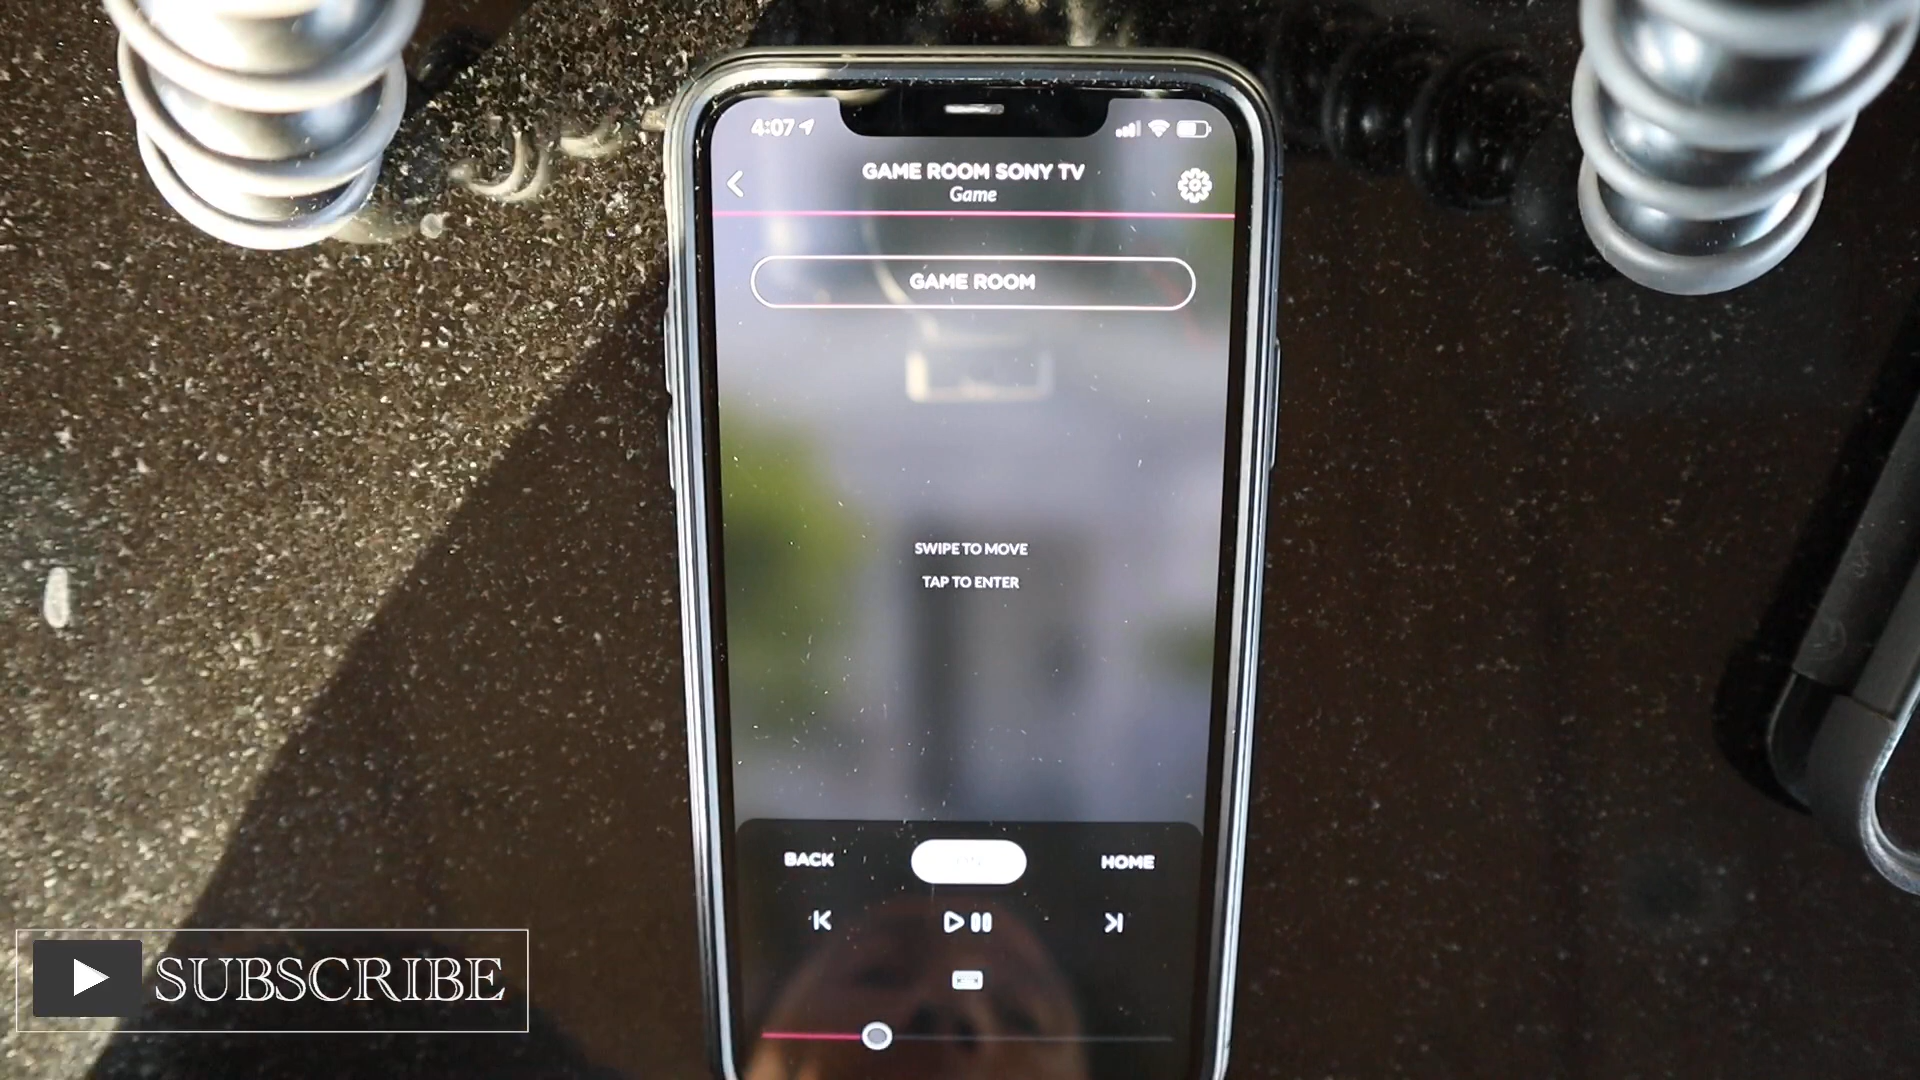 4:07
GAME ROOM SONY TV
Game
GAME ROOM
SWIPE TO MOVE
TAP TO ENTER
BACK
HOME
SUBSCRIBE